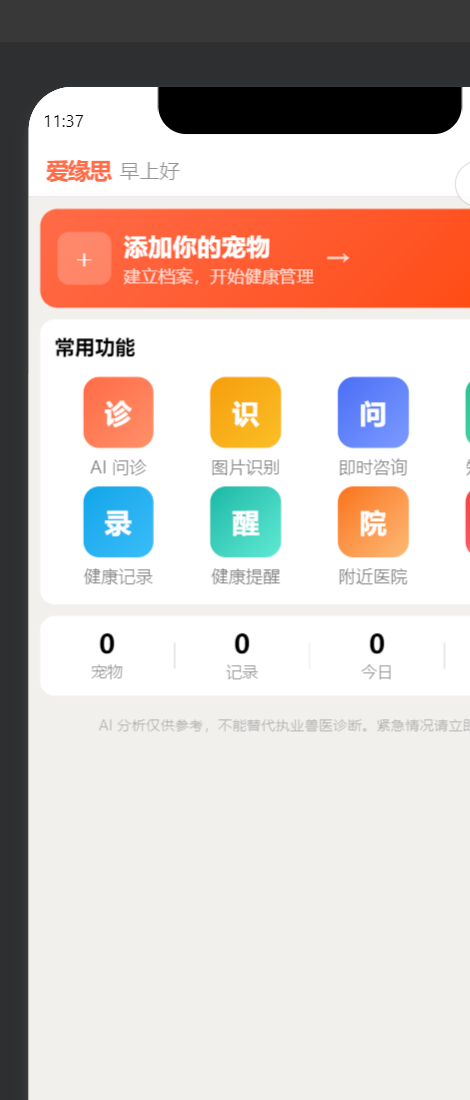 11:37
爱缘思 早上好
+ 添加你的宠物 →
建立档案，开始健康管理
常用功能
诊 识 问
AI 问诊 图片识别 即时咨询
录 醒 院
健康记录 健康提醒 附近医院
0 0 0
宠物 记录 今日
AI 分析仅供参考，不能替代执业兽医诊断。紧急情况请立